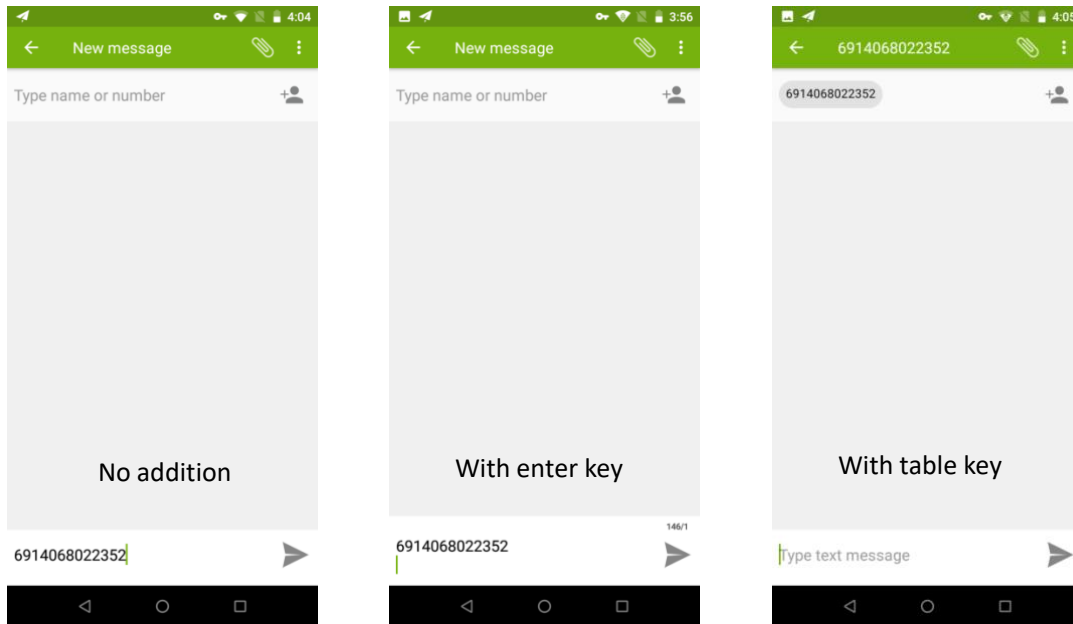 4:04
New message
Type name or number
No addition
6914068022352
3:56
New message
Type name or number
With enter key
146/1
6914068022352
4:05
6914068022352
6914068022352
With table key
Type text message